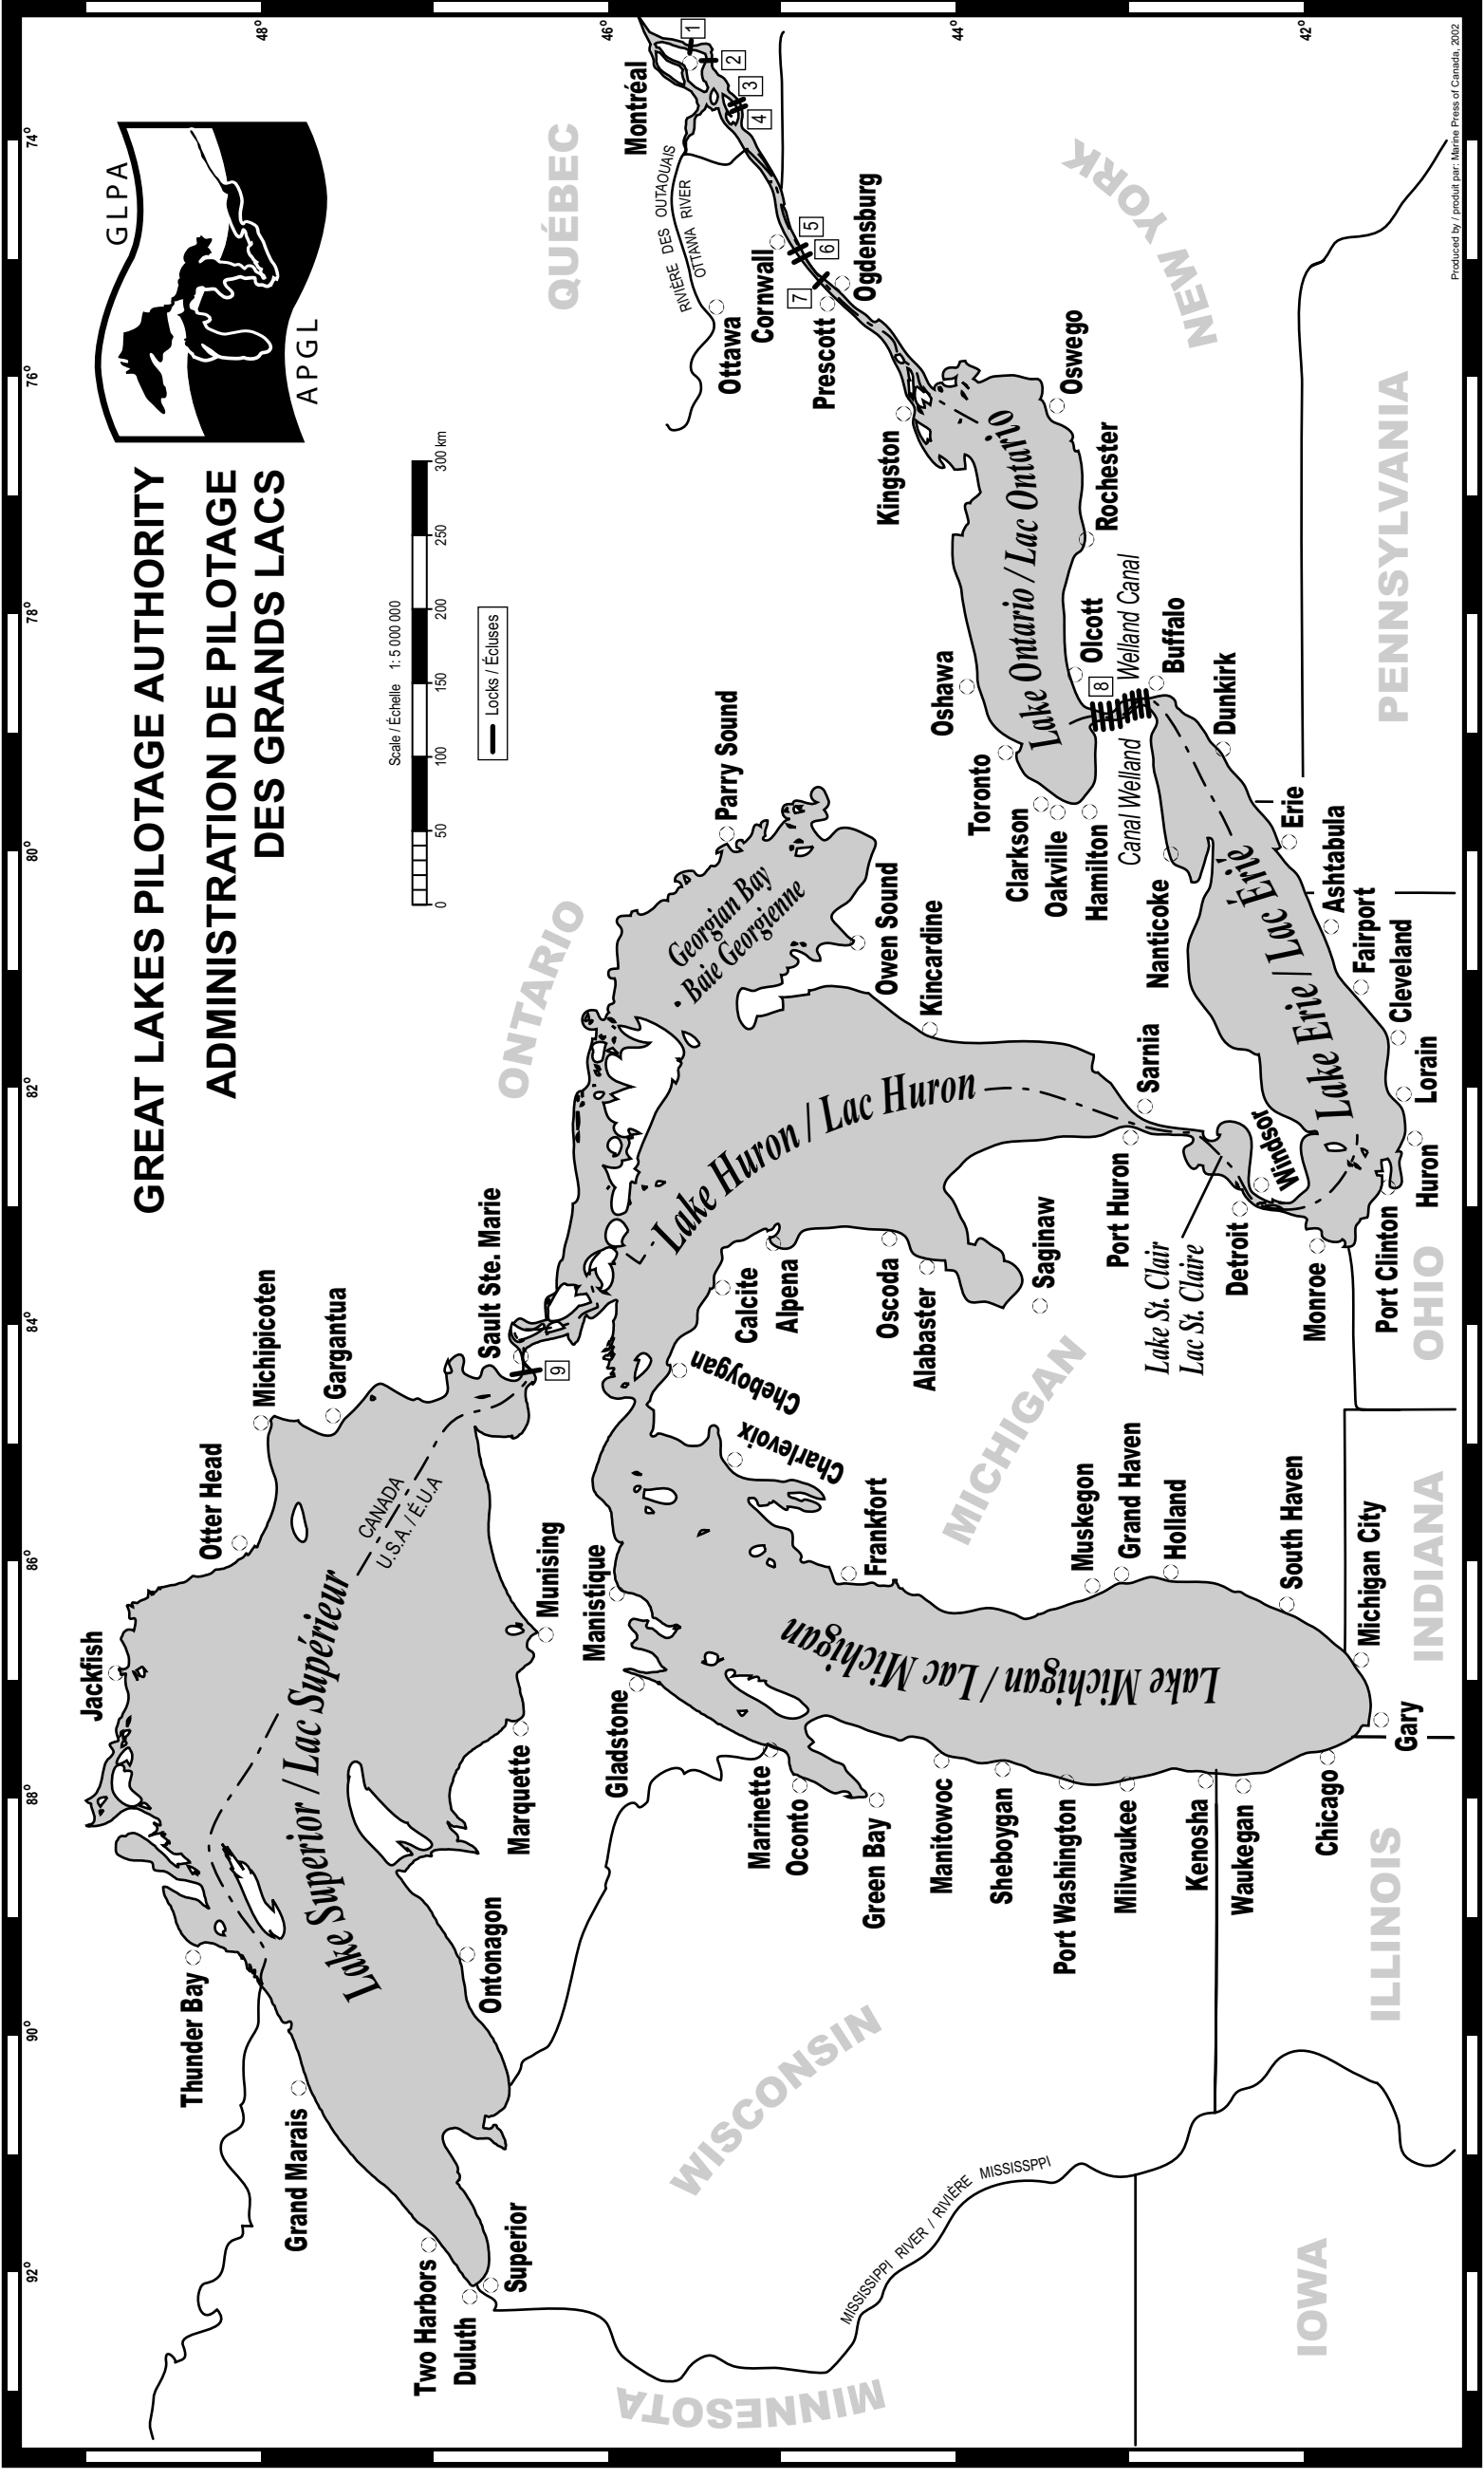 GREAT LAKES PILOTAGE AUTHORITY
ADMINISTRATION DE PILOTAGE
DES GRANDS LACS
GLPA
APGL
Scale / Échelle 1: 5 000 000
0 50 100 150 200 250 300 km
Locks / Écluses
92°
90°
88°
86°
84°
82°
80°
78°
76°
74°
48°
46°
44°
42°
ONTARIO
QUÉBEC
NEW YORK
PENNSYLVANIA
OHIO
MICHIGAN
INDIANA
ILLINOIS
WISCONSIN
IOWA
MINNESOTA
Lake Superior / Lac Supérieur
CANADA
U.S.A. / É.U.A
Jackfish
Otter Head
Michipicoten
Gargantua
Sault Ste. Marie
9
Thunder Bay
Grand Marais
Two Harbors
Duluth
Superior
Ontonagon
Marquette
Munising
Manistique
Gladstone
Marinette
Oconto
Green Bay
Manitowoc
Sheboygan
Port Washington
Milwaukee
Kenosha
Waukegan
Chicago
Gary
Michigan City
South Haven
Holland
Grand Haven
Muskegon
Frankfort
Charlevoix
Cheboygan
Lake Michigan / Lac Michigan
MISSISSIPPI RIVER / RIVIÈRE MISSISSPPI
Lake Huron / Lac Huron
Georgian Bay
Baie Georgienne
Parry Sound
Owen Sound
Kincardine
Calcite
Alpena
Oscoda
Alabaster
Saginaw
Port Huron
Sarnia
Lake St. Clair
Lac St. Claire
Detroit
Windsor
Monroe
Port Clinton
Huron
Lorain
Cleveland
Fairport
Ashtabula
Erie
Dunkirk
Buffalo
Nanticoke
Lake Erie / Lac Érié
Canal Welland
Welland Canal
8
Olcott
Hamilton
Oakville
Clarkson
Toronto
Oshawa
Lake Ontario / Lac Ontario
Rochester
Oswego
Kingston
Prescott
Ogdensburg
Cornwall
7
6
5
4
3
2
1
Ottawa
RIVIÈRE DES OUTAOUAIS
OTTAWA RIVER
Montréal
Produced by / produit par: Marine Press of Canada, 2002